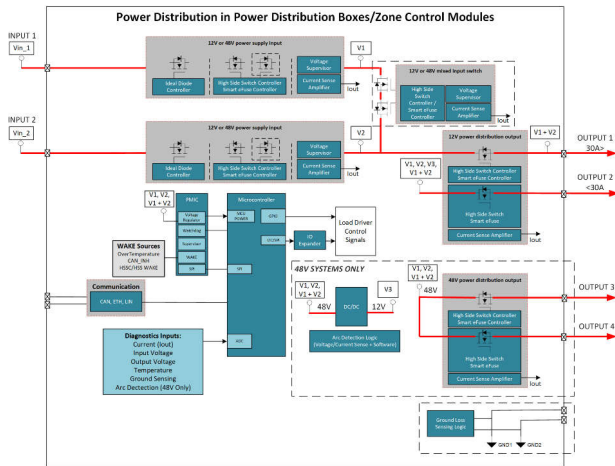 Power Distribution in Power Distribution Boxes/Zone Control Modules
INPUT 1
Vin_1
12V or 48V power supply input
Ideal Diode
Controller
High Side Switch Controller
Smart eFuse Controller
Voltage
Supervisor
Current Sense
Amplifier
Iout
V1
12V or 48V mixed input switch
High Side
Switch
Controller /
Smart eFuse
Controller
Voltage
Supervisor
Current Sense
Amplifier
Iout
INPUT 2
Vin_2
12V or 48V power supply input
Ideal Diode
Controller
High Side Switch Controller
Smart eFuse Controller
Voltage
Supervisor
Current Sense
Amplifier
Iout
V2
12V power distribution output
V1 + V2
OUTPUT 1
30A>
High Side Switch Controller
Smart eFuse Controller
V1, V2, V3,
V1 + V2
OUTPUT 2
<30A
High Side Switch
Smart eFuse
Current Sense Amplifier
Iout
V1, V2,
V1 + V2
PMIC
Voltage
Regulator
Watchdog
Supervisor
WAKE
SPI
Microcontroller
MCU
POWER
GPIO
I2C/SPI
SPI
ADC
IO
Expander
Load Driver
Control
Signals
WAKE Sources
OverTemperature
CAN_INH
HSSC/HSS WAKE
Communication
CAN, ETH, LIN
Diagnostics Inputs:
Current (Iout)
Input Voltage
Output Voltage
Temperature
Ground Sensing
Arc Dectection (48V Only)
48V SYSTEMS ONLY
V1, V2,
V1 + V2
48V
DC/DC
12V
V3
Arc Detection Logic
(Voltage/Current Sense + Software)
V1, V2,
V1 + V2
48V
48V power distribution output
OUTPUT 3
High Side Switch Controller
Smart eFuse Controller
OUTPUT 4
High Side Switch
Smart eFuse
Current Sense Amplifier
Iout
Ground Loss
Sensing Logic
GND1
GND2